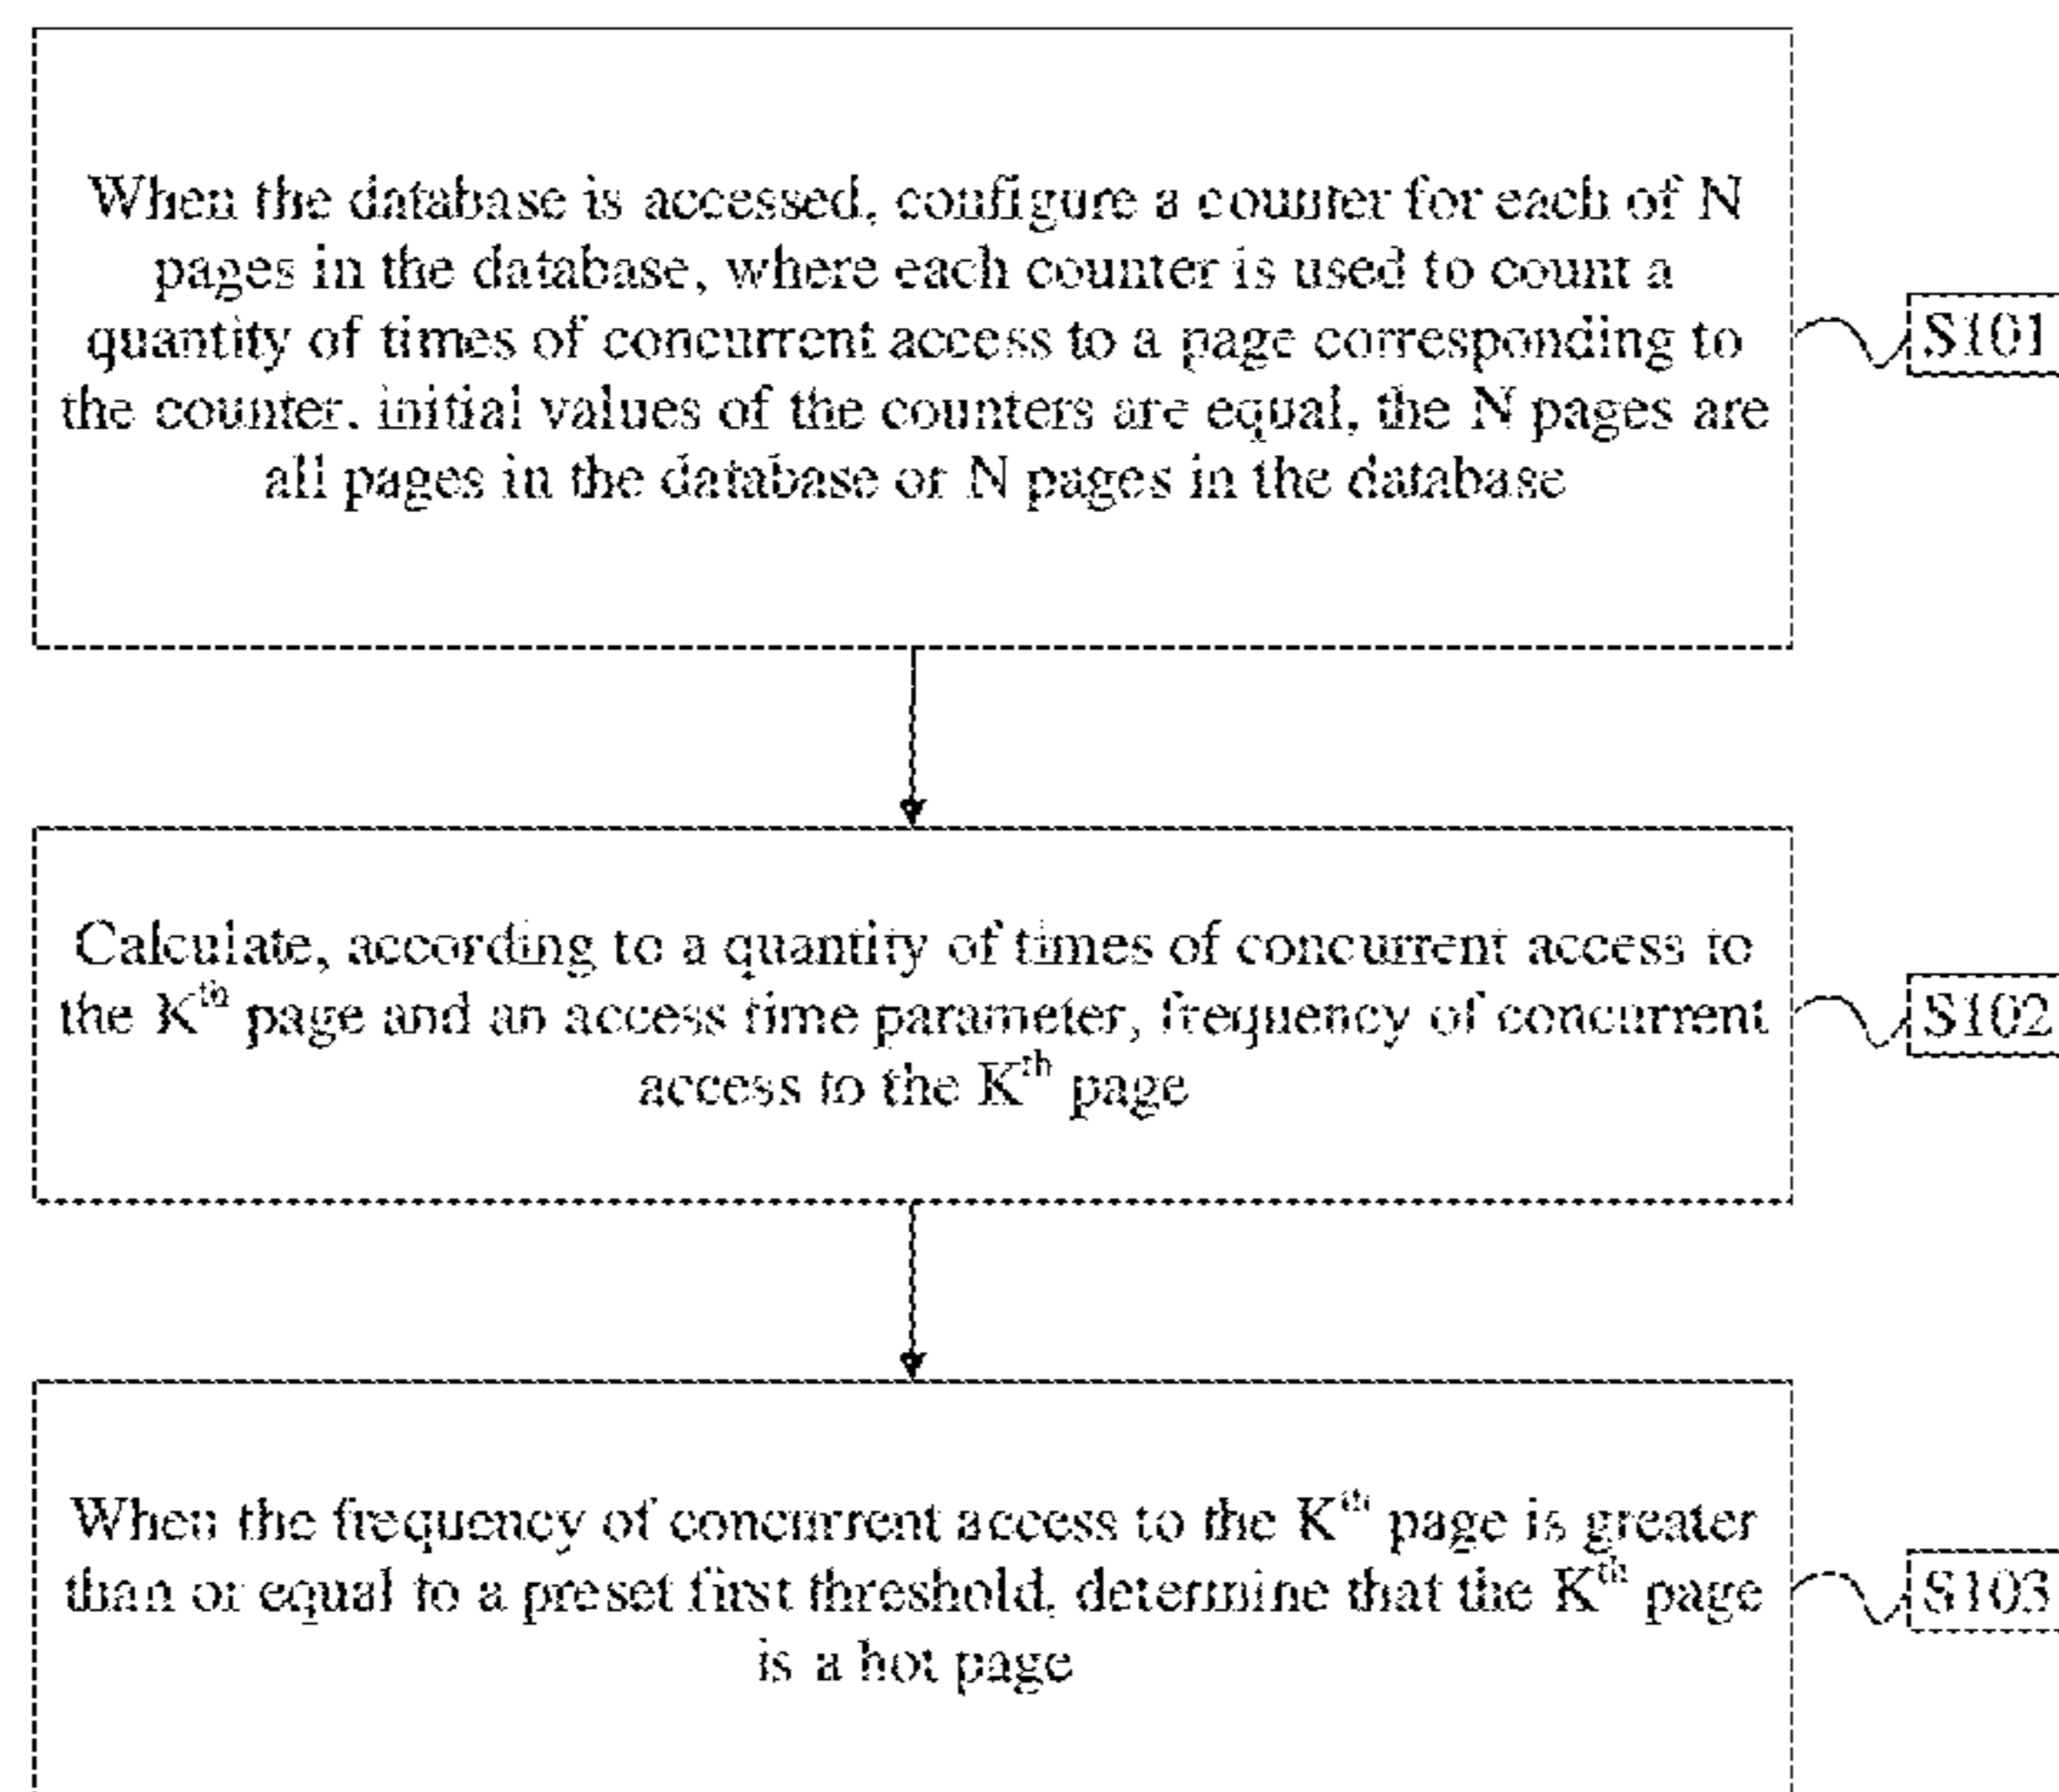 When the database is accessed, configure a counter for each of N
pages in the database, where each counter is used to count a
quantity of times of concurrent access to a page corresponding to
the counter, initial values of the counters are equal, the N pages are
all pages in the database or N pages in the database
S101
Calculate, according to a quantity of times of concurrent access to
the Kth page and an access time parameter, frequency of concurrent
access to the Kth page
S102
When the frequency of concurrent access to the Kth page is greater
than or equal to a preset first threshold, determine that the Kth page
is a hot page
S103